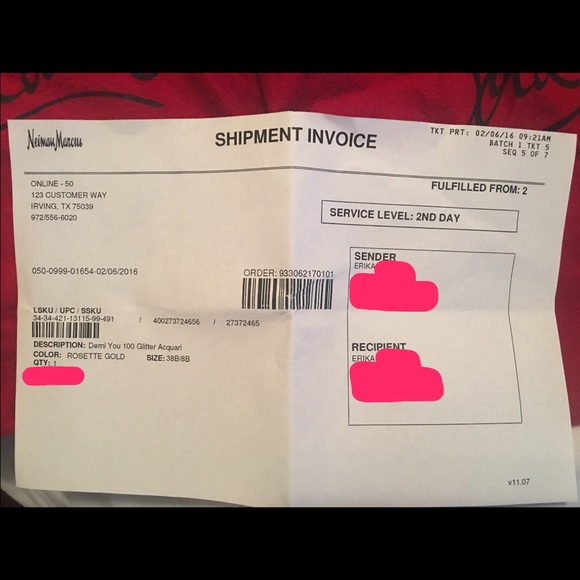 Neiman Marcus
SHIPMENT INVOICE
TKT PRT: 02/06/16 09:21AM
BATCH 1 TKT 5
SEQ 5 OF 7
ONLINE - 50
123 CUSTOMER WAY
IRVING, TX 75039
972/556-6020
FULFILLED FROM: 2
SERVICE LEVEL: 2ND DAY
050-0999-01654-02/06/2016
ORDER: 933062170101
SENDER
ERIKA
LSKU / UPC / SSKU
34-34-421-13115-99-491 / 400273724656 / 27372465
DESCRIPTION: Demi You 100 Glitter Acquari
COLOR: ROSETTE GOLD SIZE: 38B/8B
QTY: 1
RECIPIENT
ERIKA
v11.07